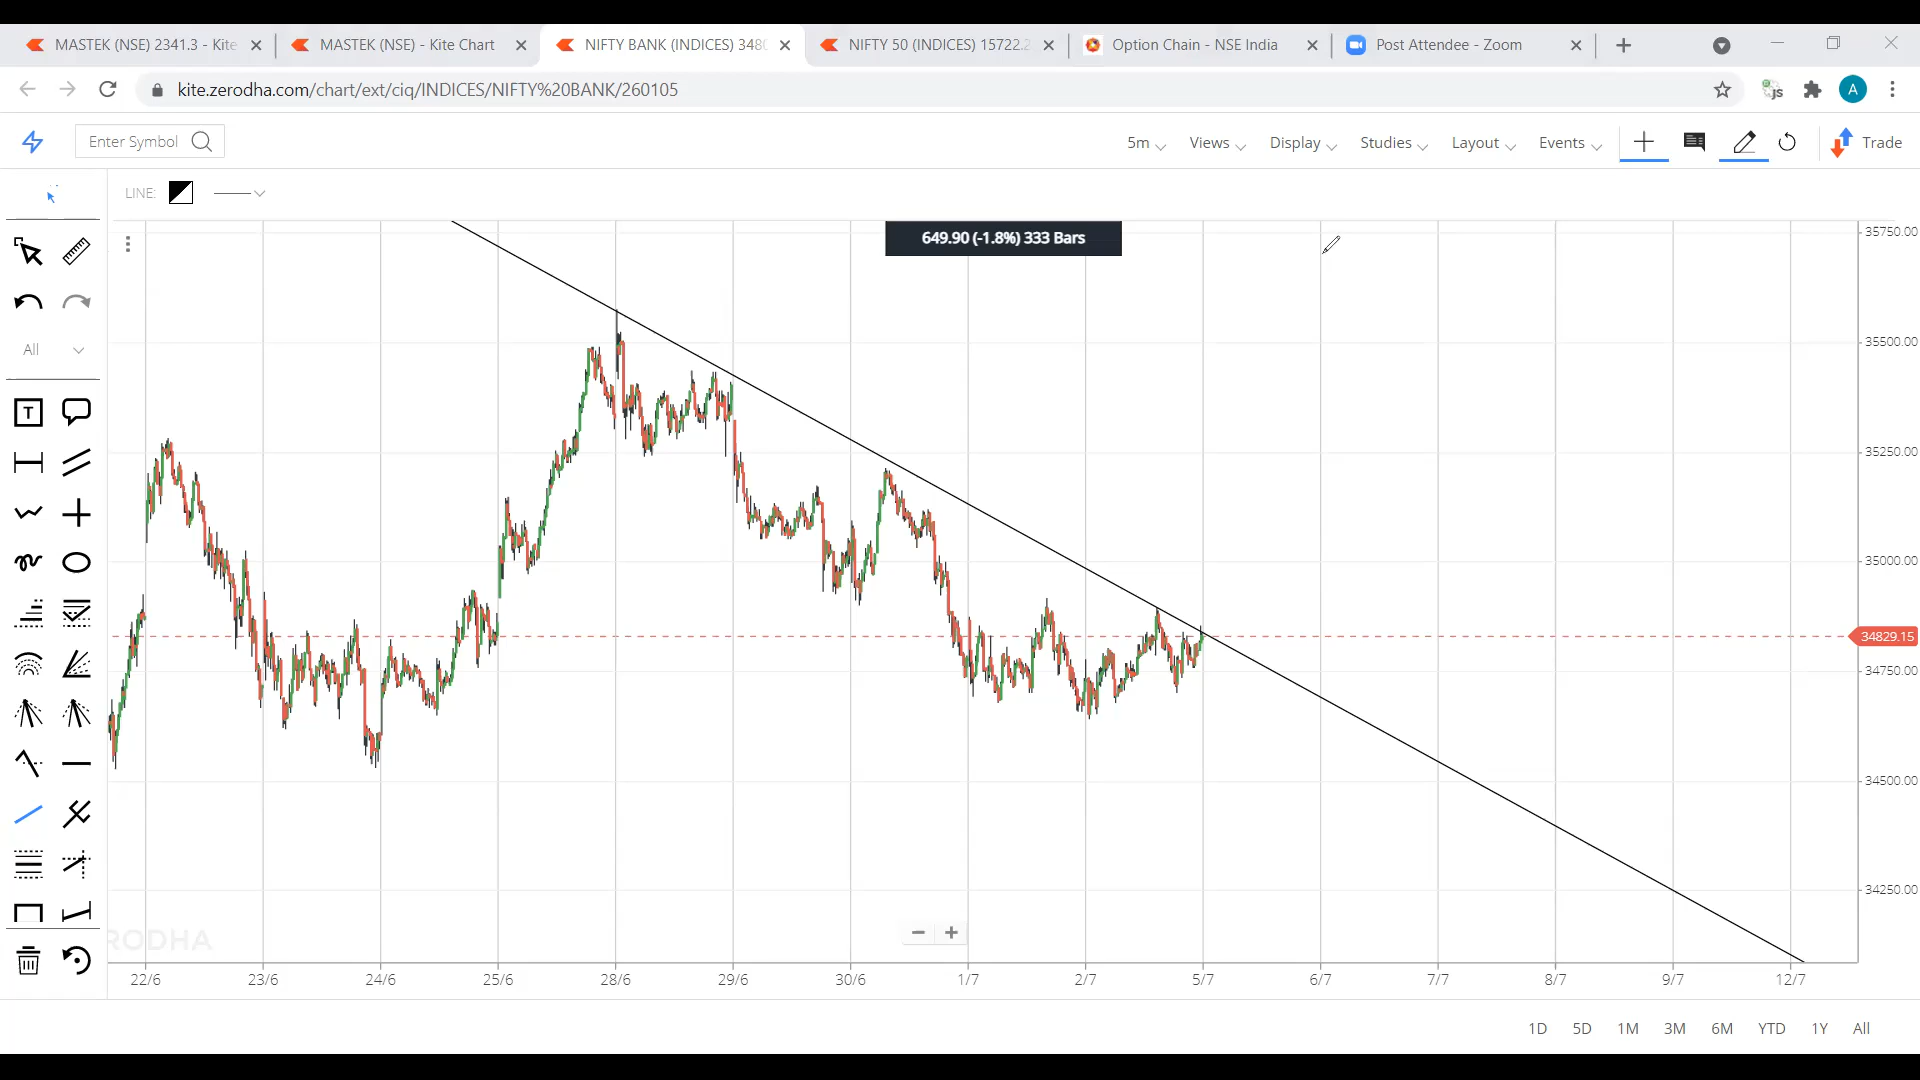 MASTEK (NSE) 2341.3 - Kite
MASTEK (NSE) - Kite Chart
NIFTY BANK (INDICES) 3480
NIFTY 50 (INDICES) 15722.2
Option Chain - NSE India
Post Attendee - Zoom
kite.zerodha.com/chart/ext/ciq/INDICES/NIFTY%20BANK/260105
JS
A
Enter Symbol
5m
Views
Display
Studies
Layout
Events
Trade
LINE:
649.90 (-1.8%) 333 Bars
All
T
35750.00
35500.00
35250.00
35000.00
34829.15
34750.00
34500.00
34250.00
RODHA
22/6
23/6
24/6
25/6
28/6
29/6
30/6
1/7
2/7
5/7
6/7
7/7
8/7
9/7
12/7
1D
5D
1M
3M
6M
YTD
1Y
All